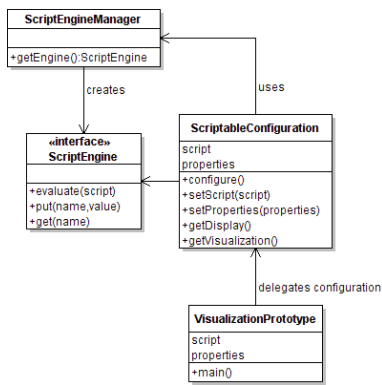 ScriptEngineManager
+getEngine():ScriptEngine
creates
uses
«interface»
ScriptEngine
+evaluate(script)
+put(name,value)
+get(name)
ScriptableConfiguration
script
properties
+configure()
+setScript(script)
+setProperties(properties)
+getDisplay()
+getVisualization()
delegates configuration
VisualizationPrototype
script
properties
+main()